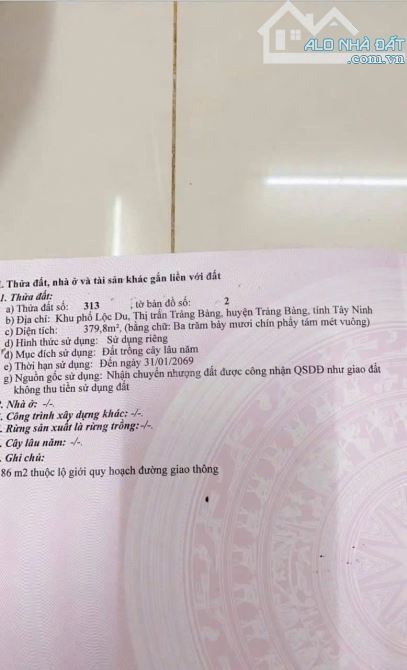 ALO NHÀ ĐẤT
.com.vn
I. Thửa đất, nhà ở và tài sản khác gắn liền với đất
1. Thửa đất:
a) Thửa đất số: 313 , tờ bản đồ số: 2
b) Địa chỉ: Khu phố Lộc Du, Thị trấn Trảng Bàng, huyện Trảng Bàng, tỉnh Tây Ninh
c) Diện tích: 379,8m², (bằng chữ: Ba trăm bảy mươi chín phẩy tám mét vuông)
d) Hình thức sử dụng: Sử dụng riêng
đ) Mục đích sử dụng: Đất trồng cây lâu năm
e) Thời hạn sử dụng: Đến ngày 31/01/2069
g) Nguồn gốc sử dụng: Nhận chuyển nhượng đất được công nhận QSDĐ như giao đất
không thu tiền sử dụng đất
. Nhà ở: -/-.
. Công trình xây dựng khác: -/-.
. Rừng sản xuất là rừng trồng:-/-.
. Cây lâu năm: -/-.
. Ghi chú:
86 m2 thuộc lộ giới quy hoạch đường giao thông